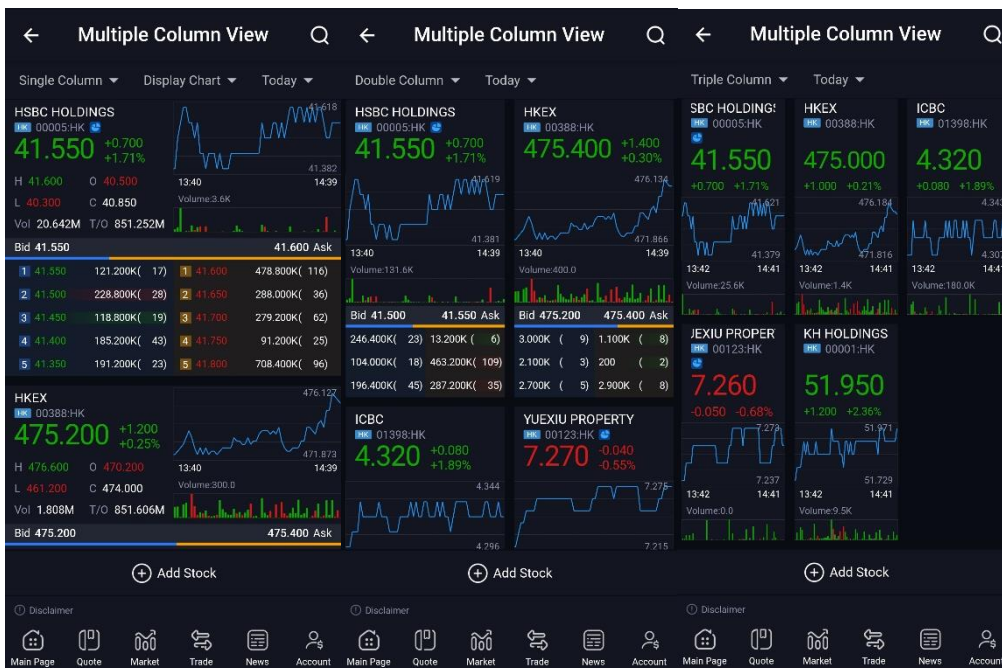 Multiple Column View
Single Column Display Chart Today
HSBC HOLDINGS
HK 00005:HK
41.550 +0.700
+1.71%
H 41.600 O 40.500
L 40.300 C 40.850
Vol 20.642M T/O 851.252M
41.618
41.382
13:40 14:39
Volume:3.6K
Bid 41.550 41.600 Ask
1 41.550 121.200K( 17) 1 41.600 478.800K( 116)
2 41.500 228.800K( 28) 2 41.650 288.000K( 36)
3 41.450 118.800K( 19) 3 41.700 279.200K( 62)
4 41.400 185.200K( 43) 4 41.750 91.200K( 25)
5 41.350 191.200K( 23) 5 41.800 708.400K( 96)
HKEX
HK 00388:HK
475.200 +1.200
+0.25%
H 476.600 O 470.200
L 461.200 C 474.000
Vol 1.808M T/O 851.606M
476.127
471.873
13:40 14:39
Volume:300.0
Bid 475.200 475.400 Ask
Add Stock
Disclaimer
Main Page Quote Market Trade News Account
Multiple Column View
Double Column Today
HSBC HOLDINGS
HK 00005:HK
41.550 +0.700
+1.71%
41.619
41.381
13:40 14:39
Volume:131.6K
Bid 41.500 41.550 Ask
246.400K( 23) 13.200K ( 6)
104.000K( 18) 463.200K( 109)
196.400K( 45) 287.200K( 35)
HKEX
HK 00388:HK
475.400 +1.400
+0.30%
476.134
471.866
13:40 14:39
Volume:400.0
Bid 475.200 475.400 Ask
3.000K ( 9) 1.100K ( 8)
2.100K ( 3) 200 ( 2)
2.700K ( 5) 2.900K ( 8)
ICBC
HK 01398:HK
4.320 +0.080
+1.89%
4.344
4.296
YUEXIU PROPERTY
HK 00123:HK
7.270 -0.040
-0.55%
7.275
7.215
Add Stock
Disclaimer
Main Page Quote Market Trade News Account
Multiple Column View
Triple Column Today
SBC HOLDINGS
HK 00005:HK
41.550
+0.700 +1.71%
41.621
41.379
13:42 14:41
Volume:25.6K
HKEX
HK 00388:HK
475.000
+1.000 +0.21%
476.184
471.816
13:42 14:41
Volume:1.4K
ICBC
HK 01398:HK
4.320
+0.080 +1.89%
4.343
4.307
13:42 14:41
Volume:180.0K
JEXIU PROPER
HK 00123:HK
7.260
-0.050 -0.68%
7.273
7.237
13:42 14:41
Volume:0.0
KH HOLDINGS
HK 00001:HK
51.950
+1.200 +2.36%
51.971
51.729
13:42 14:41
Volume:9.5K
Add Stock
Disclaimer
Main Page Quote Market Trade News Account